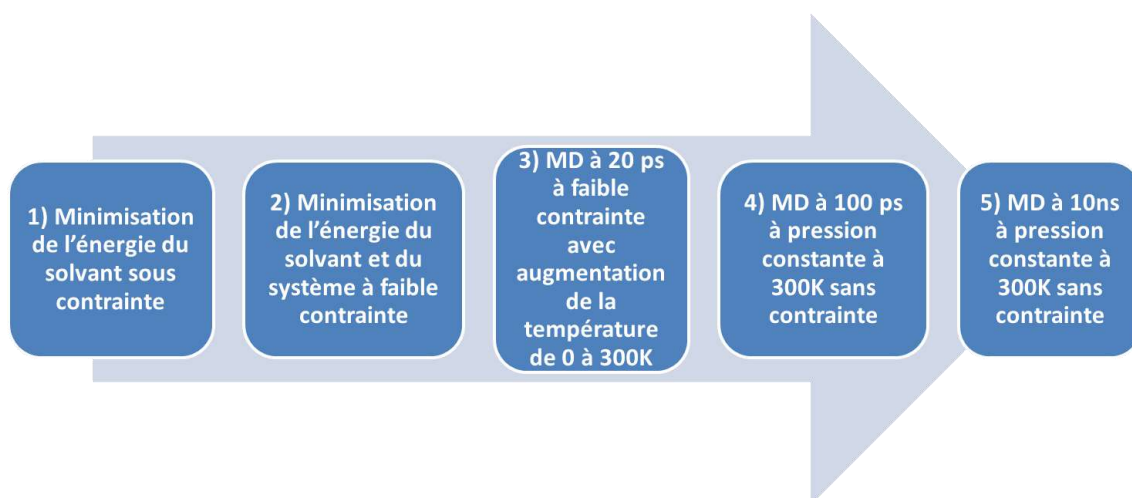 1) Minimisation
de l'énergie du
solvant sous
contrainte
2) Minimisation
de l'énergie du
solvant et du
système à faible
contrainte
3) MD à 20 ps
à faible
contrainte
avec
augmentation
de la
température
de 0 à 300K
4) MD à 100 ps
à pression
constante à
300K sans
contrainte
5) MD à 10ns
à pression
constante à
300K sans
contrainte